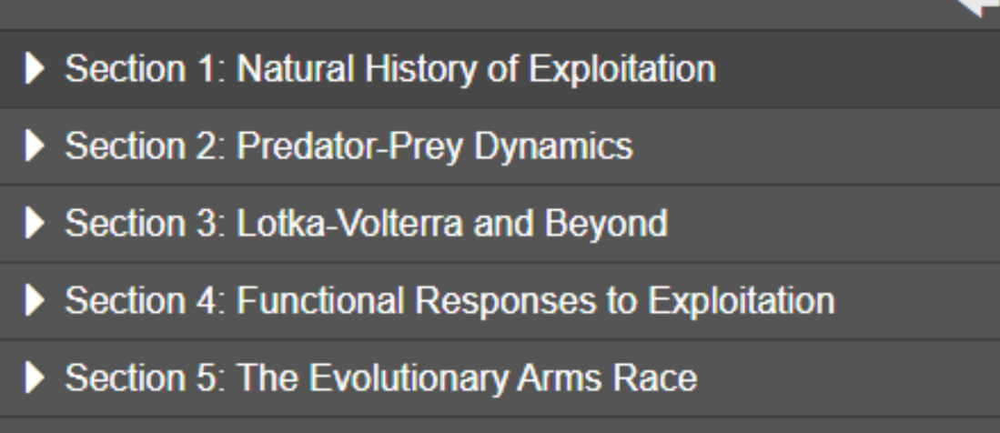 Section 1: Natural History of Exploitation
Section 2: Predator-Prey Dynamics
Section 3: Lotka-Volterra and Beyond
Section 4: Functional Responses to Exploitation
Section 5: The Evolutionary Arms Race